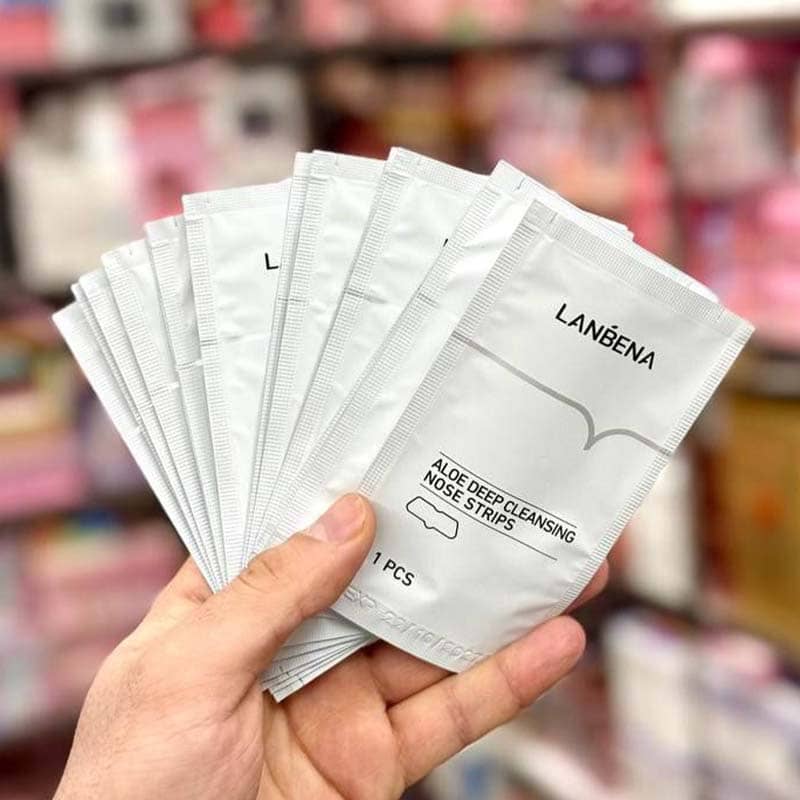 LANBENA
ALOE DEEP CLEANSING
NOSE STRIPS
1 PCS
L